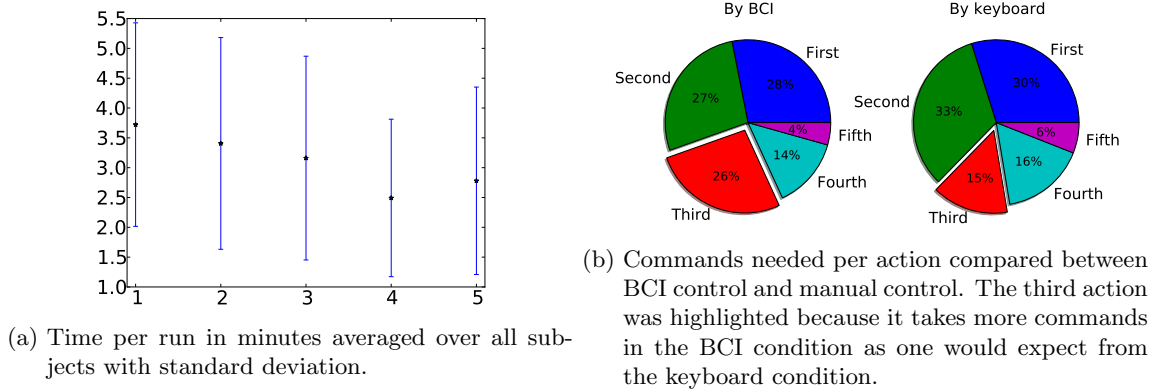 5.5
5.0
4.5
4.0
3.5
3.0
2.5
2.0
1.5
1.0
1 2 3 4 5
(a) Time per run in minutes averaged over all sub-
jects with standard deviation.
By BCI
First
Second
28%
27%
4%
Fifth
14%
26%
Fourth
Third
By keyboard
First
Second
30%
33%
6%
Fifth
16%
15%
Fourth
Third
(b) Commands needed per action compared between
BCI control and manual control. The third action
was highlighted because it takes more commands
in the BCI condition as one would expect from
the keyboard condition.